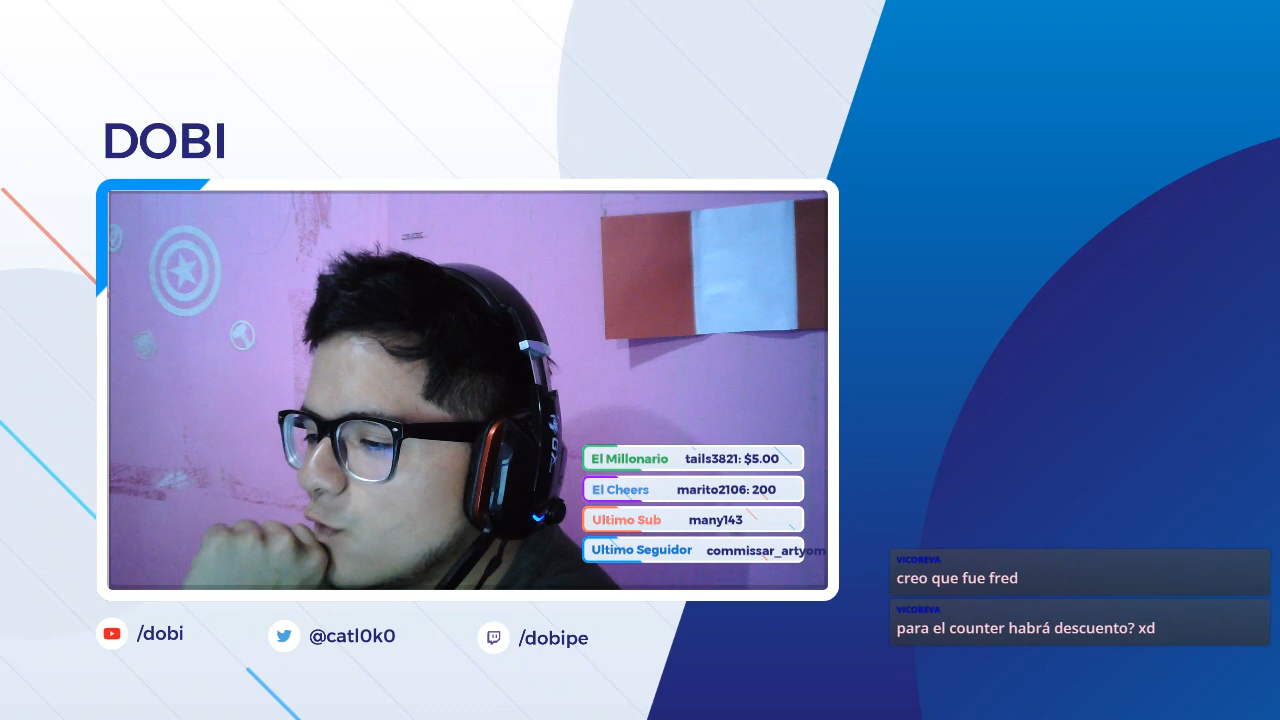 DOBI
El Millonario tails3821: $5.00
El Cheers marito2106: 200
Ultimo Sub many143
Ultimo Seguidor commissar_artyom
/dobi
@catl0k0
/dobipe
VICOREVA
creo que fue fred
VICOREVA
para el counter habrá descuento? xd